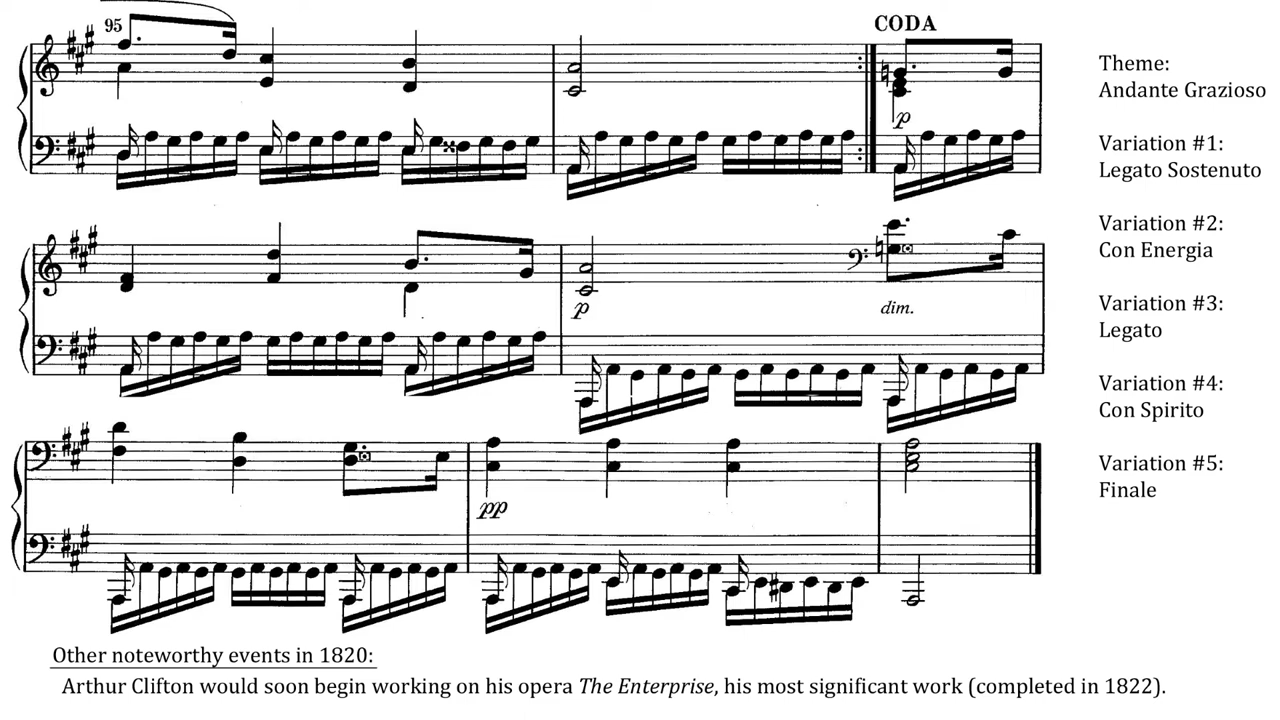 95
CODA
Theme:
Andante Grazioso
p
Variation #1:
Legato Sostenuto
Variation #2:
Con Energia
p
dim.
Variation #3:
Legato
Variation #4:
Con Spirito
Variation #5:
Finale
pp
Other noteworthy events in 1820:
Arthur Clifton would soon begin working on his opera The Enterprise, his most significant work (completed in 1822).